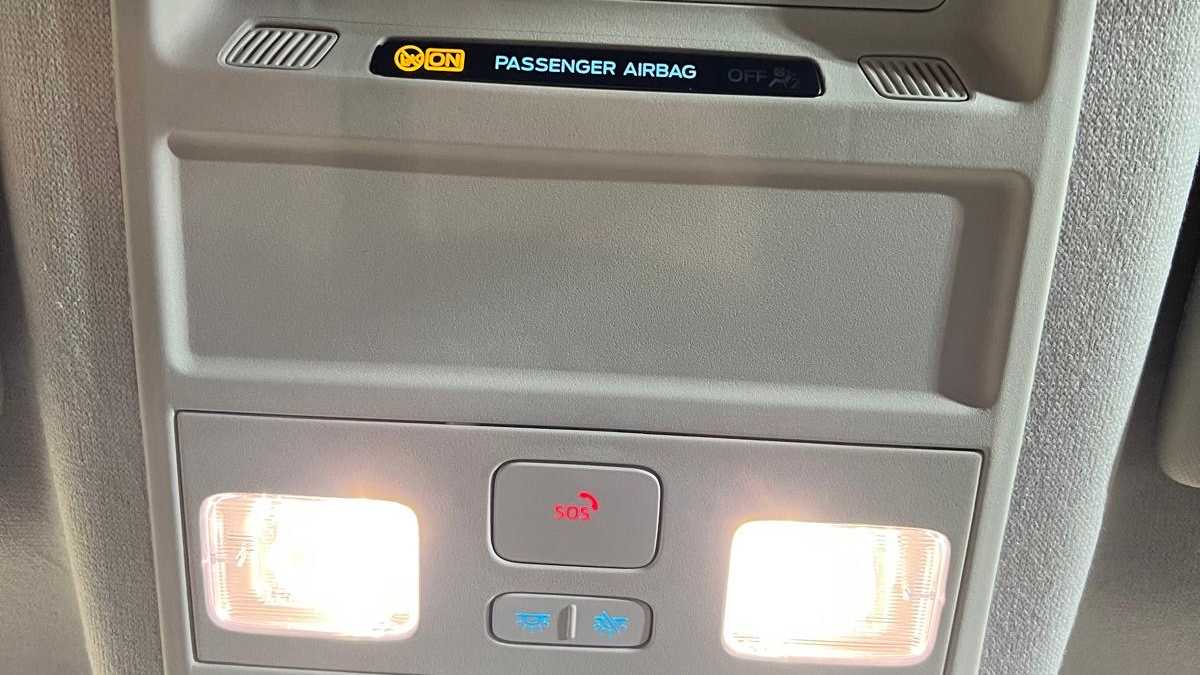 ON PASSENGER AIRBAG OFF
SOS